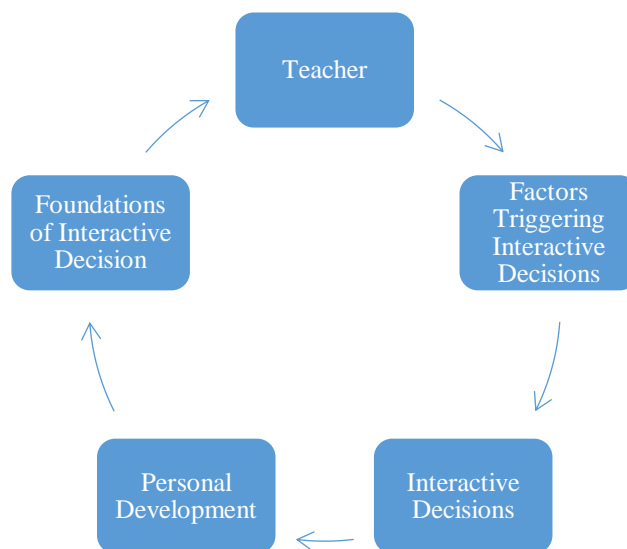 Teacher
Factors
Triggering
Interactive
Decisions
Interactive
Decisions
Personal
Development
Foundations
of Interactive
Decision